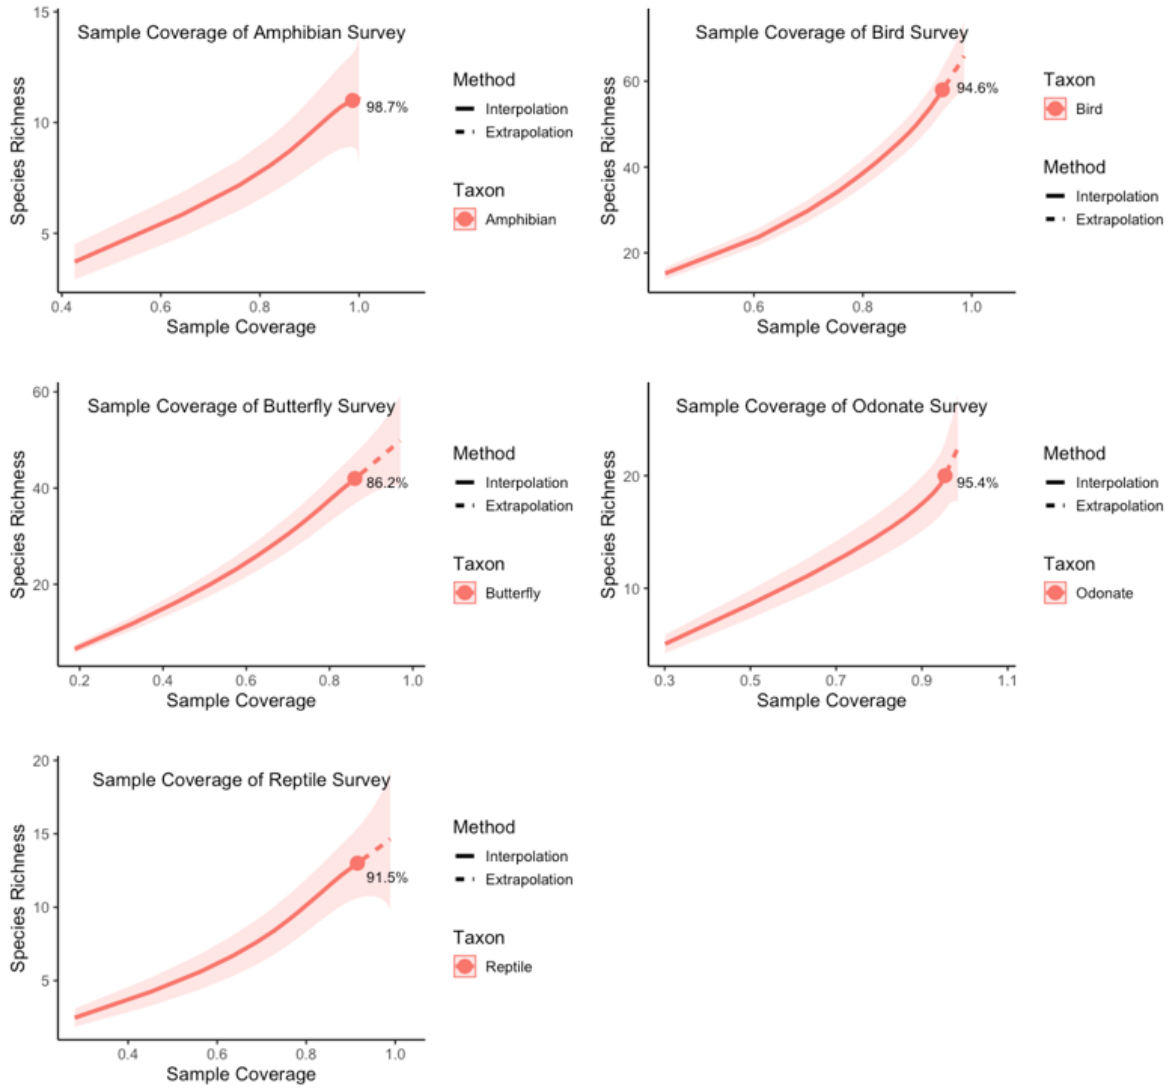 Sample Coverage of Amphibian Survey
Species Richness
15
10
5
98.7%
0.4 0.6 0.8 1.0
Sample Coverage
Method
Interpolation
Extrapolation
Taxon
Amphibian
Sample Coverage of Bird Survey
Species Richness
60
40
20
94.6%
0.6 0.8 1.0
Sample Coverage
Taxon
Bird
Method
Interpolation
Extrapolation
Sample Coverage of Butterfly Survey
Species Richness
60
40
20
86.2%
0.2 0.4 0.6 0.8 1.0
Sample Coverage
Method
Interpolation
Extrapolation
Taxon
Butterfly
Sample Coverage of Odonate Survey
Species Richness
20
10
95.4%
0.3 0.5 0.7 0.9 1.1
Sample Coverage
Method
Interpolation
Extrapolation
Taxon
Odonate
Sample Coverage of Reptile Survey
Species Richness
20
15
10
5
91.5%
0.4 0.6 0.8 1.0
Sample Coverage
Method
Interpolation
Extrapolation
Taxon
Reptile